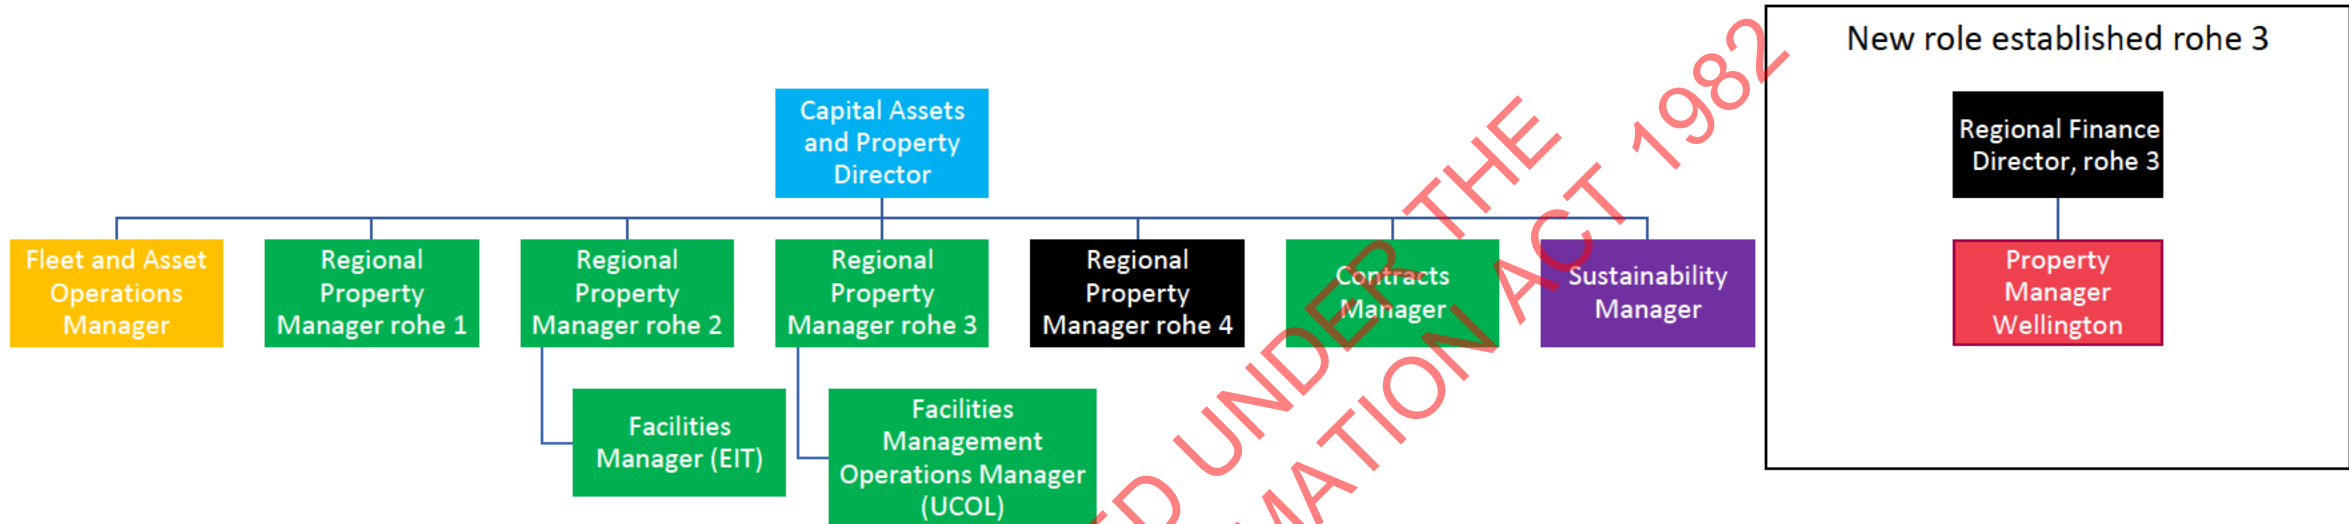 New role established rohe 3
Capital Assets
and Property
Director
Regional Finance
Director, rohe 3
Fleet and Asset
Operations
Manager
Regional
Property
Manager rohe 1
Regional
Property
Manager rohe 2
Regional
Property
Manager rohe 3
Regional
Property
Manager rohe 4
Contracts
Manager
Sustainability
Manager
Property
Manager
Wellington
Facilities
Manager (EIT)
Facilities
Management
Operations Manager
(UCOL)
UNDER THE
ACT 1982